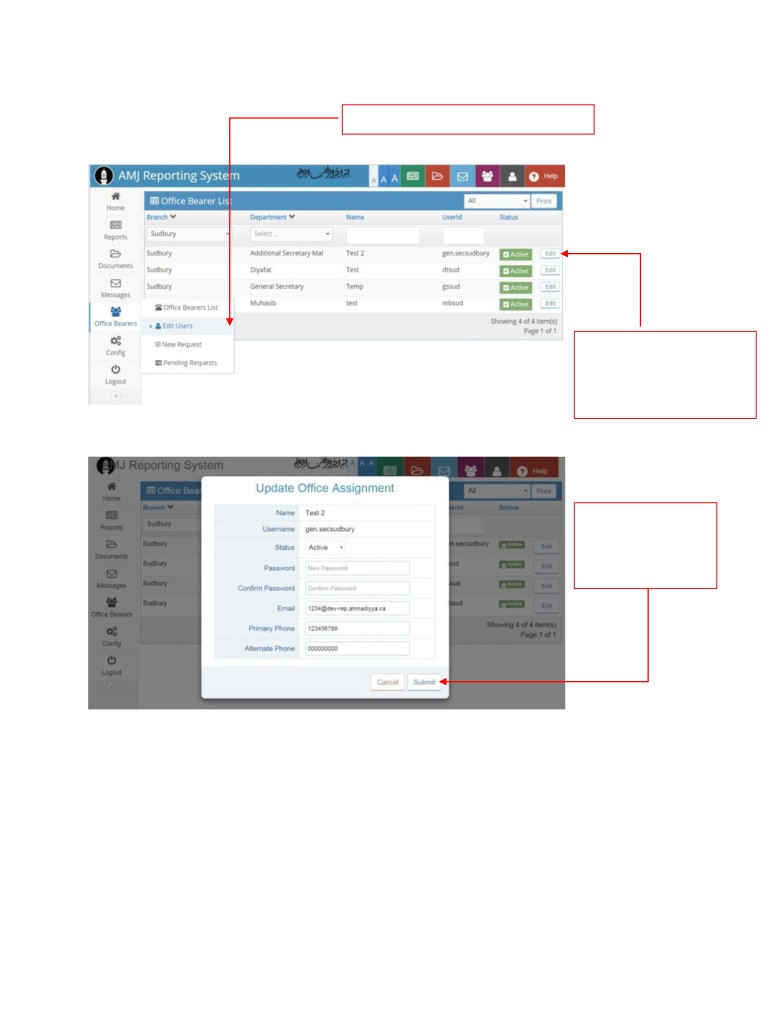 AMJ Reporting System
A A A
Help
Home
Reports
Documents
Messages
Office Bearers
Config
Logout
Office Bearer List
All
Print
Branch Department Name UserId Status
Sudbury Select ...
Sudbury Additional Secretary Mal Test 2 gen.secsudbury Active Edit
Sudbury Diyafat Test dtsud Active Edit
Sudbury General Secretary Temp gssud Active Edit
Muhasib test mbsud Active Edit
Office Bearers List
Edit Users
New Request
Pending Requests
Showing 4 of 4 item(s)
Page 1 of 1
MJ Reporting System
A A A
Help
Home
Reports
Documents
Messages
Office Bearers
Config
Logout
Office Bea
All
Print
Branch
Status
Sudbury
Sudbury
n.secsudbury Active Edit
Sudbury
Active Edit
Sudbury
Active Edit
Sudbury
Active Edit
Showing 4 of 4 item(s)
Page 1 of 1
Update Office Assignment
Name Test 2
Username gen.secsudbury
Status Active
Password New Password
Confirm Password Confirm Password
Email 1234@dev-rep.ahmadiyya.ca
Primary Phone 123456789
Alternate Phone 000000000
Cancel Submit